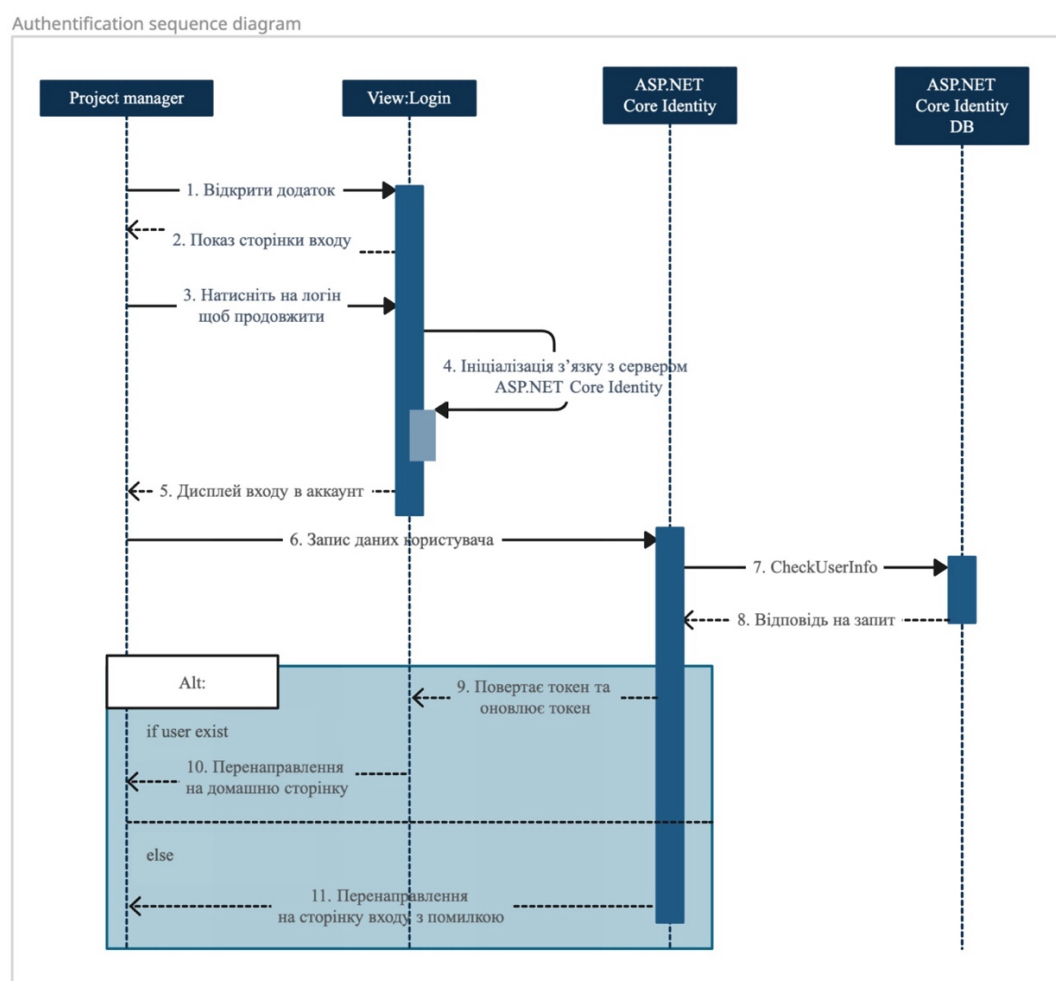 Authentification sequence diagram
Project manager
View:Login
ASP.NET
Core Identity
ASP.NET
Core Identity
DB
1. Відкрити додаток
2. Показ сторінки входу
3. Натисніть на логін
щоб продовжити
4. Ініціалізація з’язку з сервером
ASP.NET Core Identity
5. Дисплей входу в аккаунт
6. Запис даних користувача
7. CheckUserInfo
8. Відповідь на запит
Alt:
9. Повертає токен та
оновлює токен
if user exist
10. Перенаправлення
на домашню сторінку
else
11. Перенаправлення
на сторінку входу з помилкою